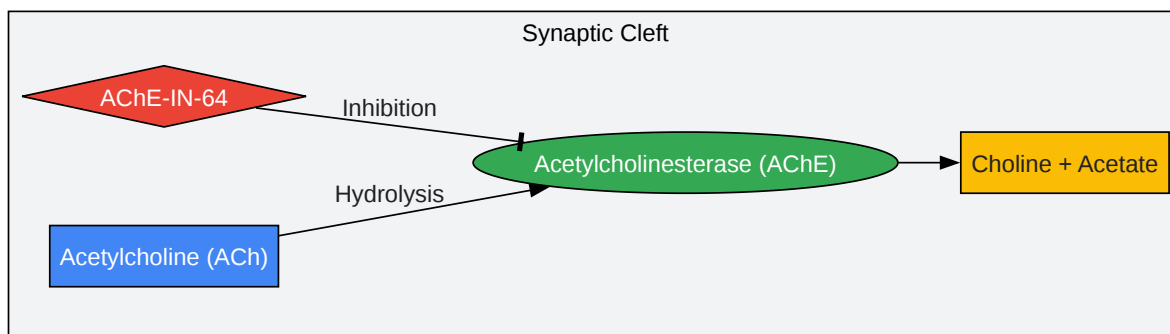 Synaptic Cleft
AChE-IN-64
Inhibition
Acetylcholinesterase (AChE)
Choline + Acetate
Hydrolysis
Acetylcholine (ACh)